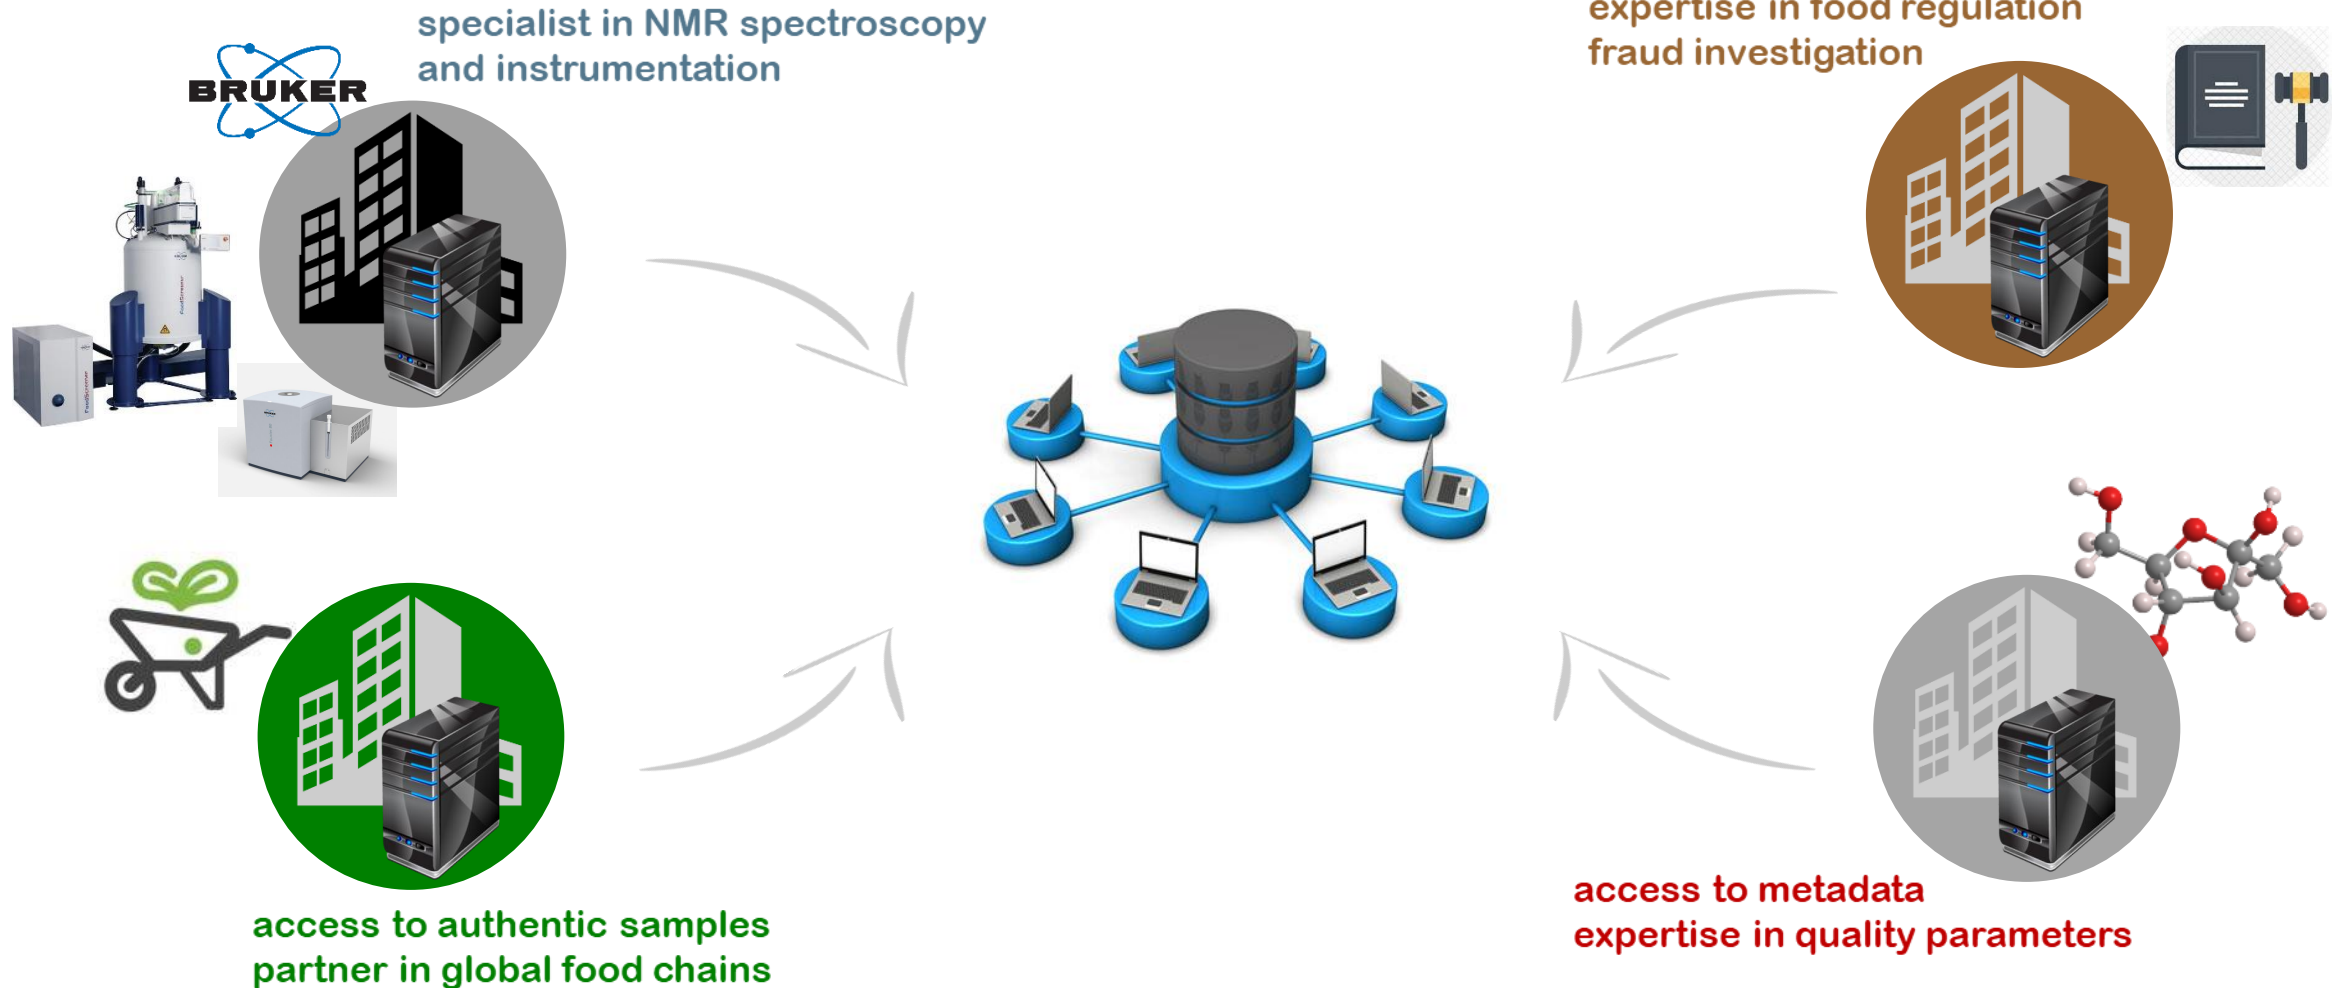 specialist in NMR spectroscopy
and instrumentation
BRUKER
expertise in food regulation
fraud investigation
access to authentic samples
partner in global food chains
access to metadata
expertise in quality parameters